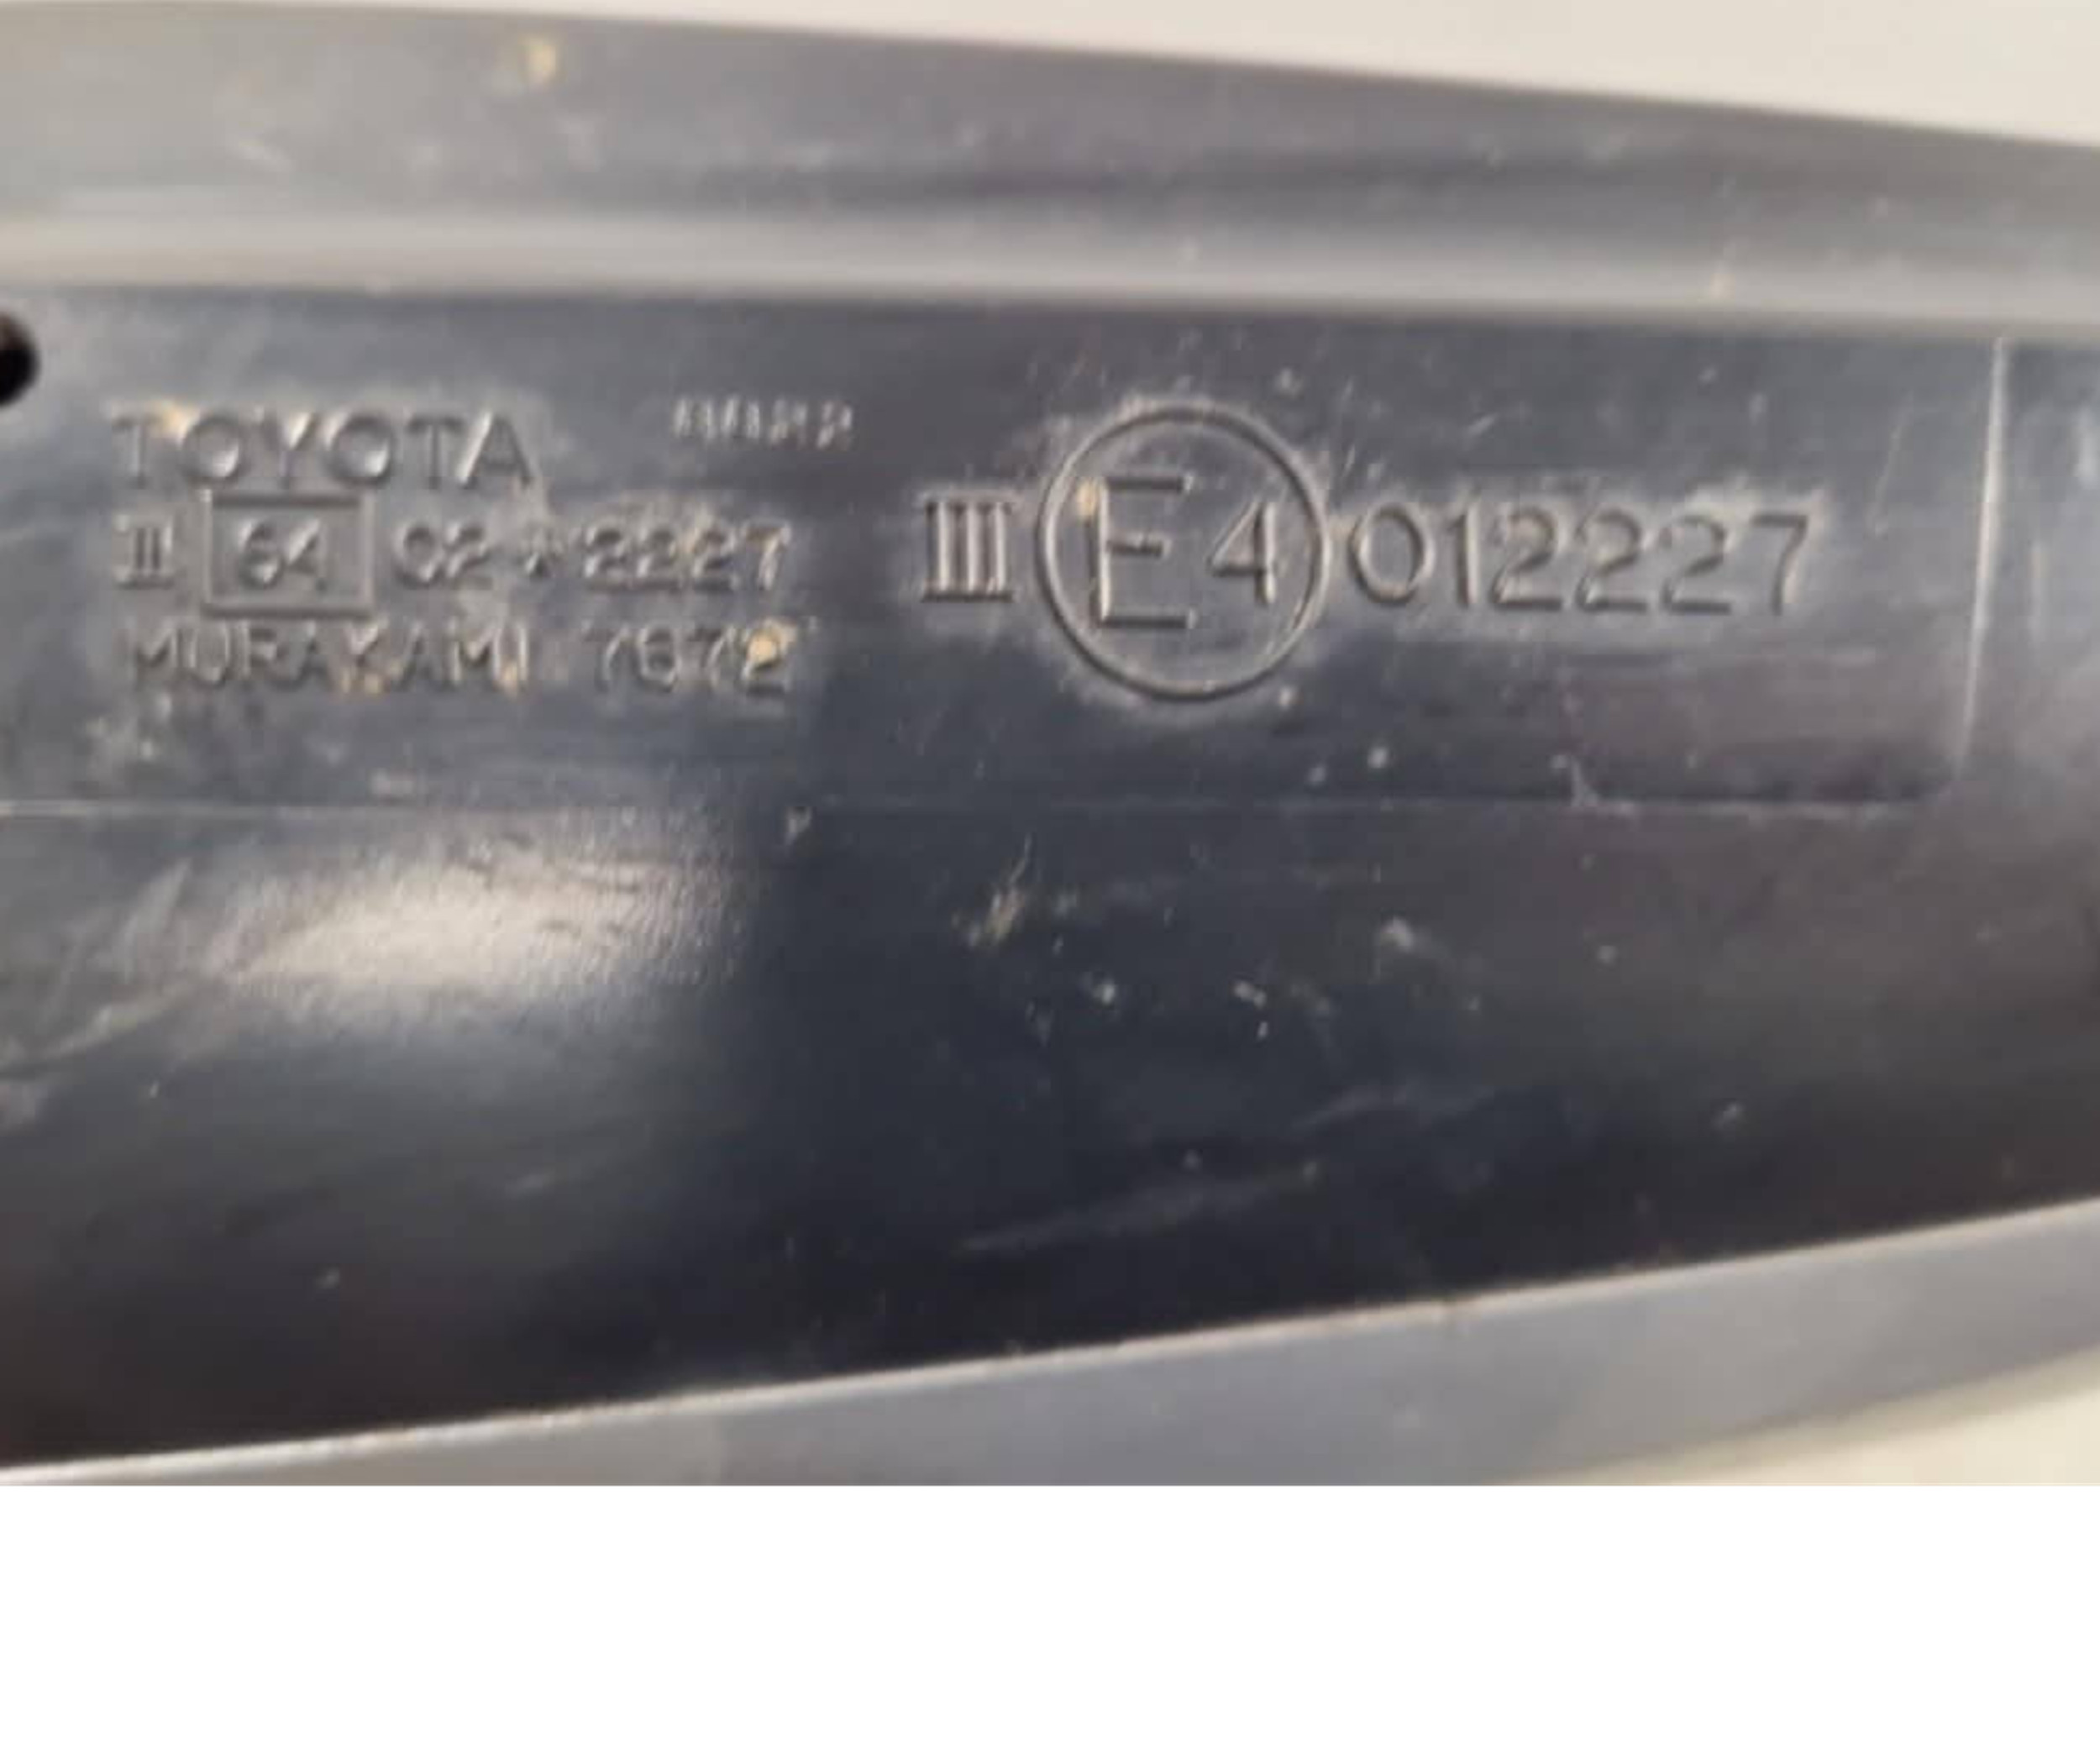 TOYOTA
II 64 02*2227
MURAKAMI 7672
III E4 012227